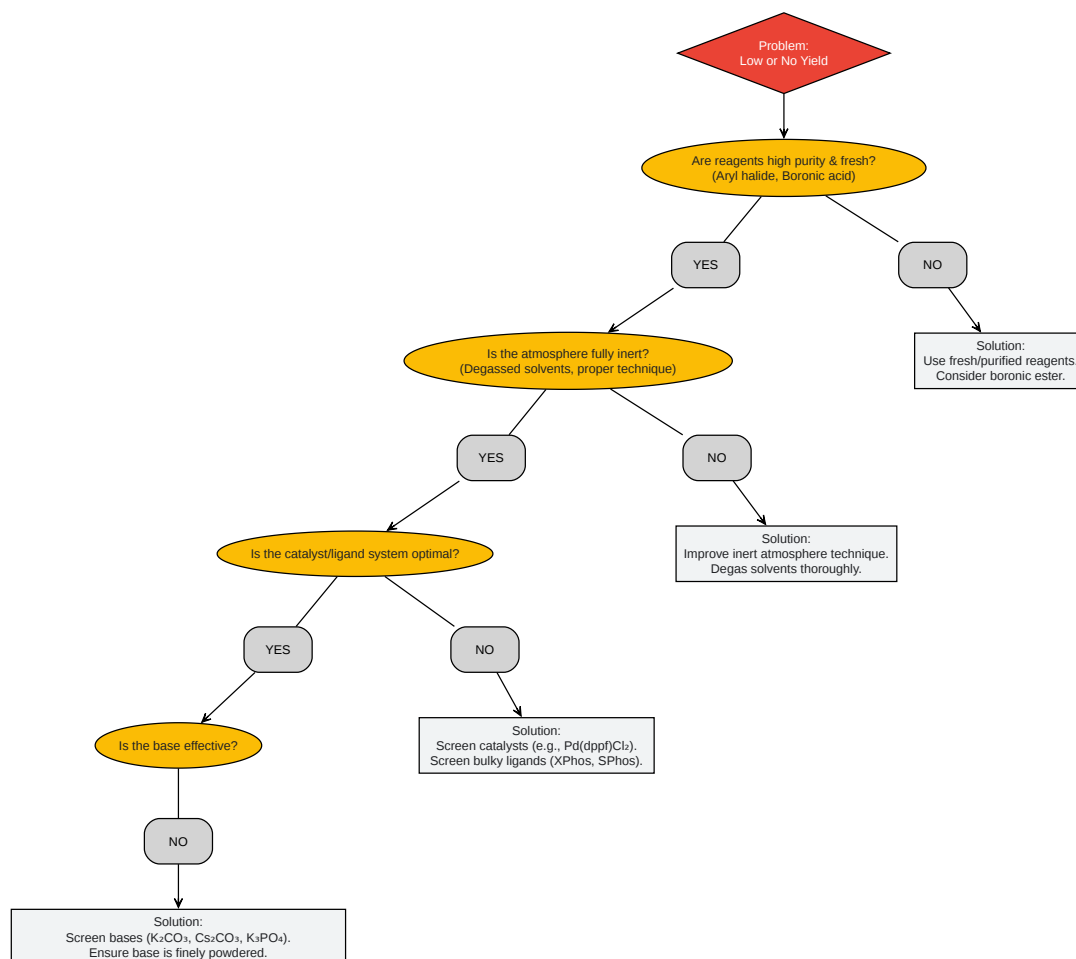 Problem:
Low or No Yield
Are reagents high purity & fresh?
(Aryl halide, Boronic acid)
YES
NO
Solution:
Use fresh/purified reagents.
Consider boronic ester.
Is the atmosphere fully inert?
(Degassed solvents, proper technique)
YES
NO
Solution:
Improve inert atmosphere technique.
Degas solvents thoroughly.
Is the catalyst/ligand system optimal?
YES
NO
Solution:
Screen catalysts (e.g., Pd(dppf)Cl₂).
Screen bulky ligands (XPhos, SPhos).
Is the base effective?
NO
Solution:
Screen bases (K₂CO₃, Cs₂CO₃, K₃PO₄).
Ensure base is finely powdered.